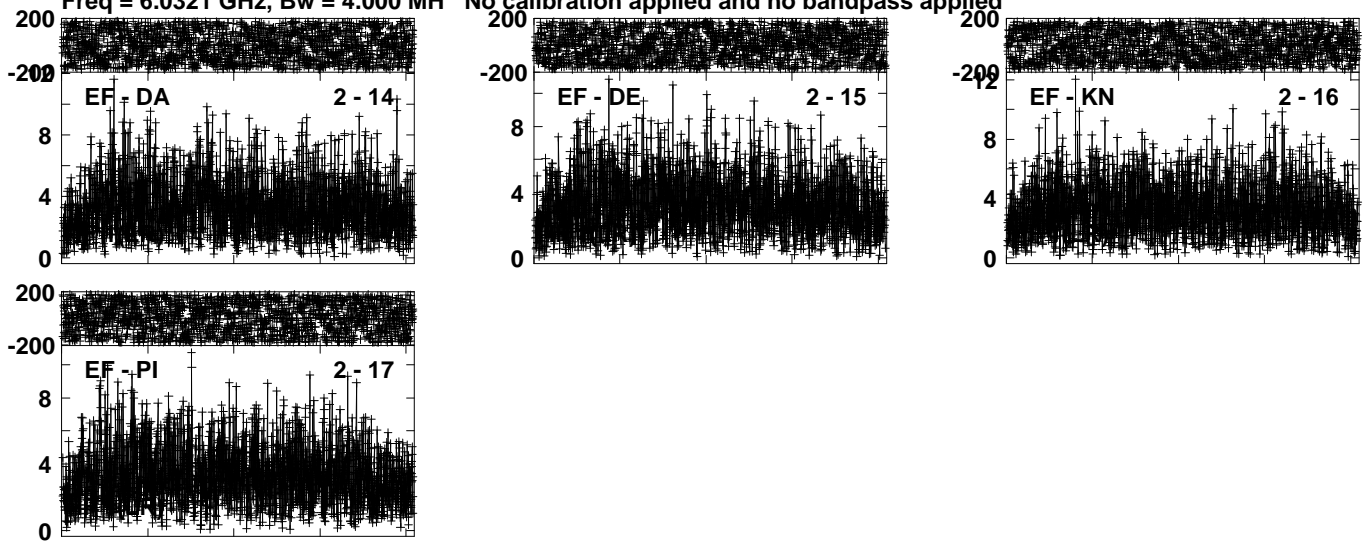 Freq = 6.0321 GHz, Bw = 4.000 MH No calibration applied and no bandpass applied
200 200 200
-200 -200 -200
12 12
EF - DA 2 - 14 EF - DE 2 - 15 EF - KN 2 - 16
8 8 8
4 4 4
0 0 0
200
-200
EF - PI 2 - 17
8
4
0